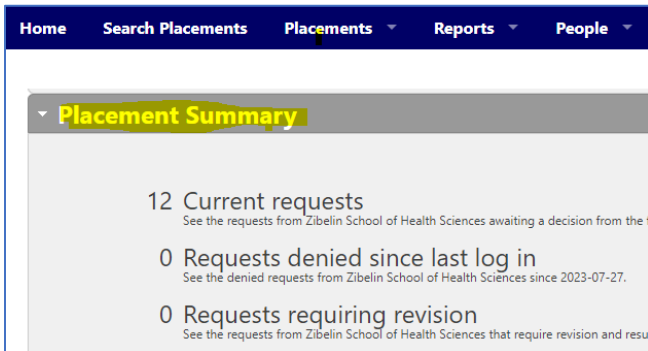 Home Search Placements Placements Reports People
Placement Summary
12 Current requests
See the requests from Zibelin School of Health Sciences awaiting a decision from the
0 Requests denied since last log in
See the denied requests from Zibelin School of Health Sciences since 2023-07-27.
0 Requests requiring revision
See the requests from Zibelin School of Health Sciences that require revision and